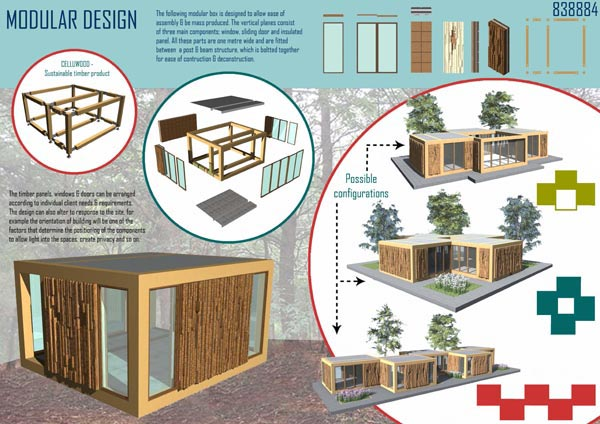 MODULAR DESIGN
The following modular box is designed to allow ease of
assembly & be mass produced. The vertical planes consist
of three main components; window, sliding door and insulated
panel. All these parts are one metre wide and are fitted
between a post & beam structure, which is boltted together
for ease of contruction & deconstruction.
838884
CELLUWOOD -
Sustainable timber product
The timber panels, windows & doors can be arranged
according to individual client needs & requirements.
The design can also alter to response to the site, for
example the orientation of building will be one of the
factors that determine the positioning of the components
to allow light into the spaces, create privacy and so on.
Possible
configurations